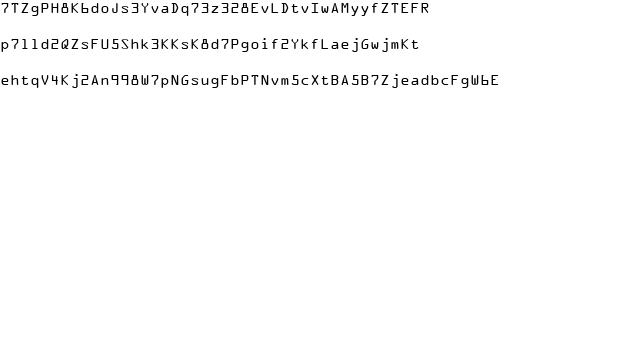 7TZgPH8K6doJs3YvaDq73z328EvLDtvIwAMyyfZTEFR
p7lld2QZsFU5Shk3KKsK8d7Pgoif2YkfLaejGwjmKt
ehtqV4Kj2An998W7pNGsugFbPTNvm5cXtBA5B7ZjeadbcFgW6E